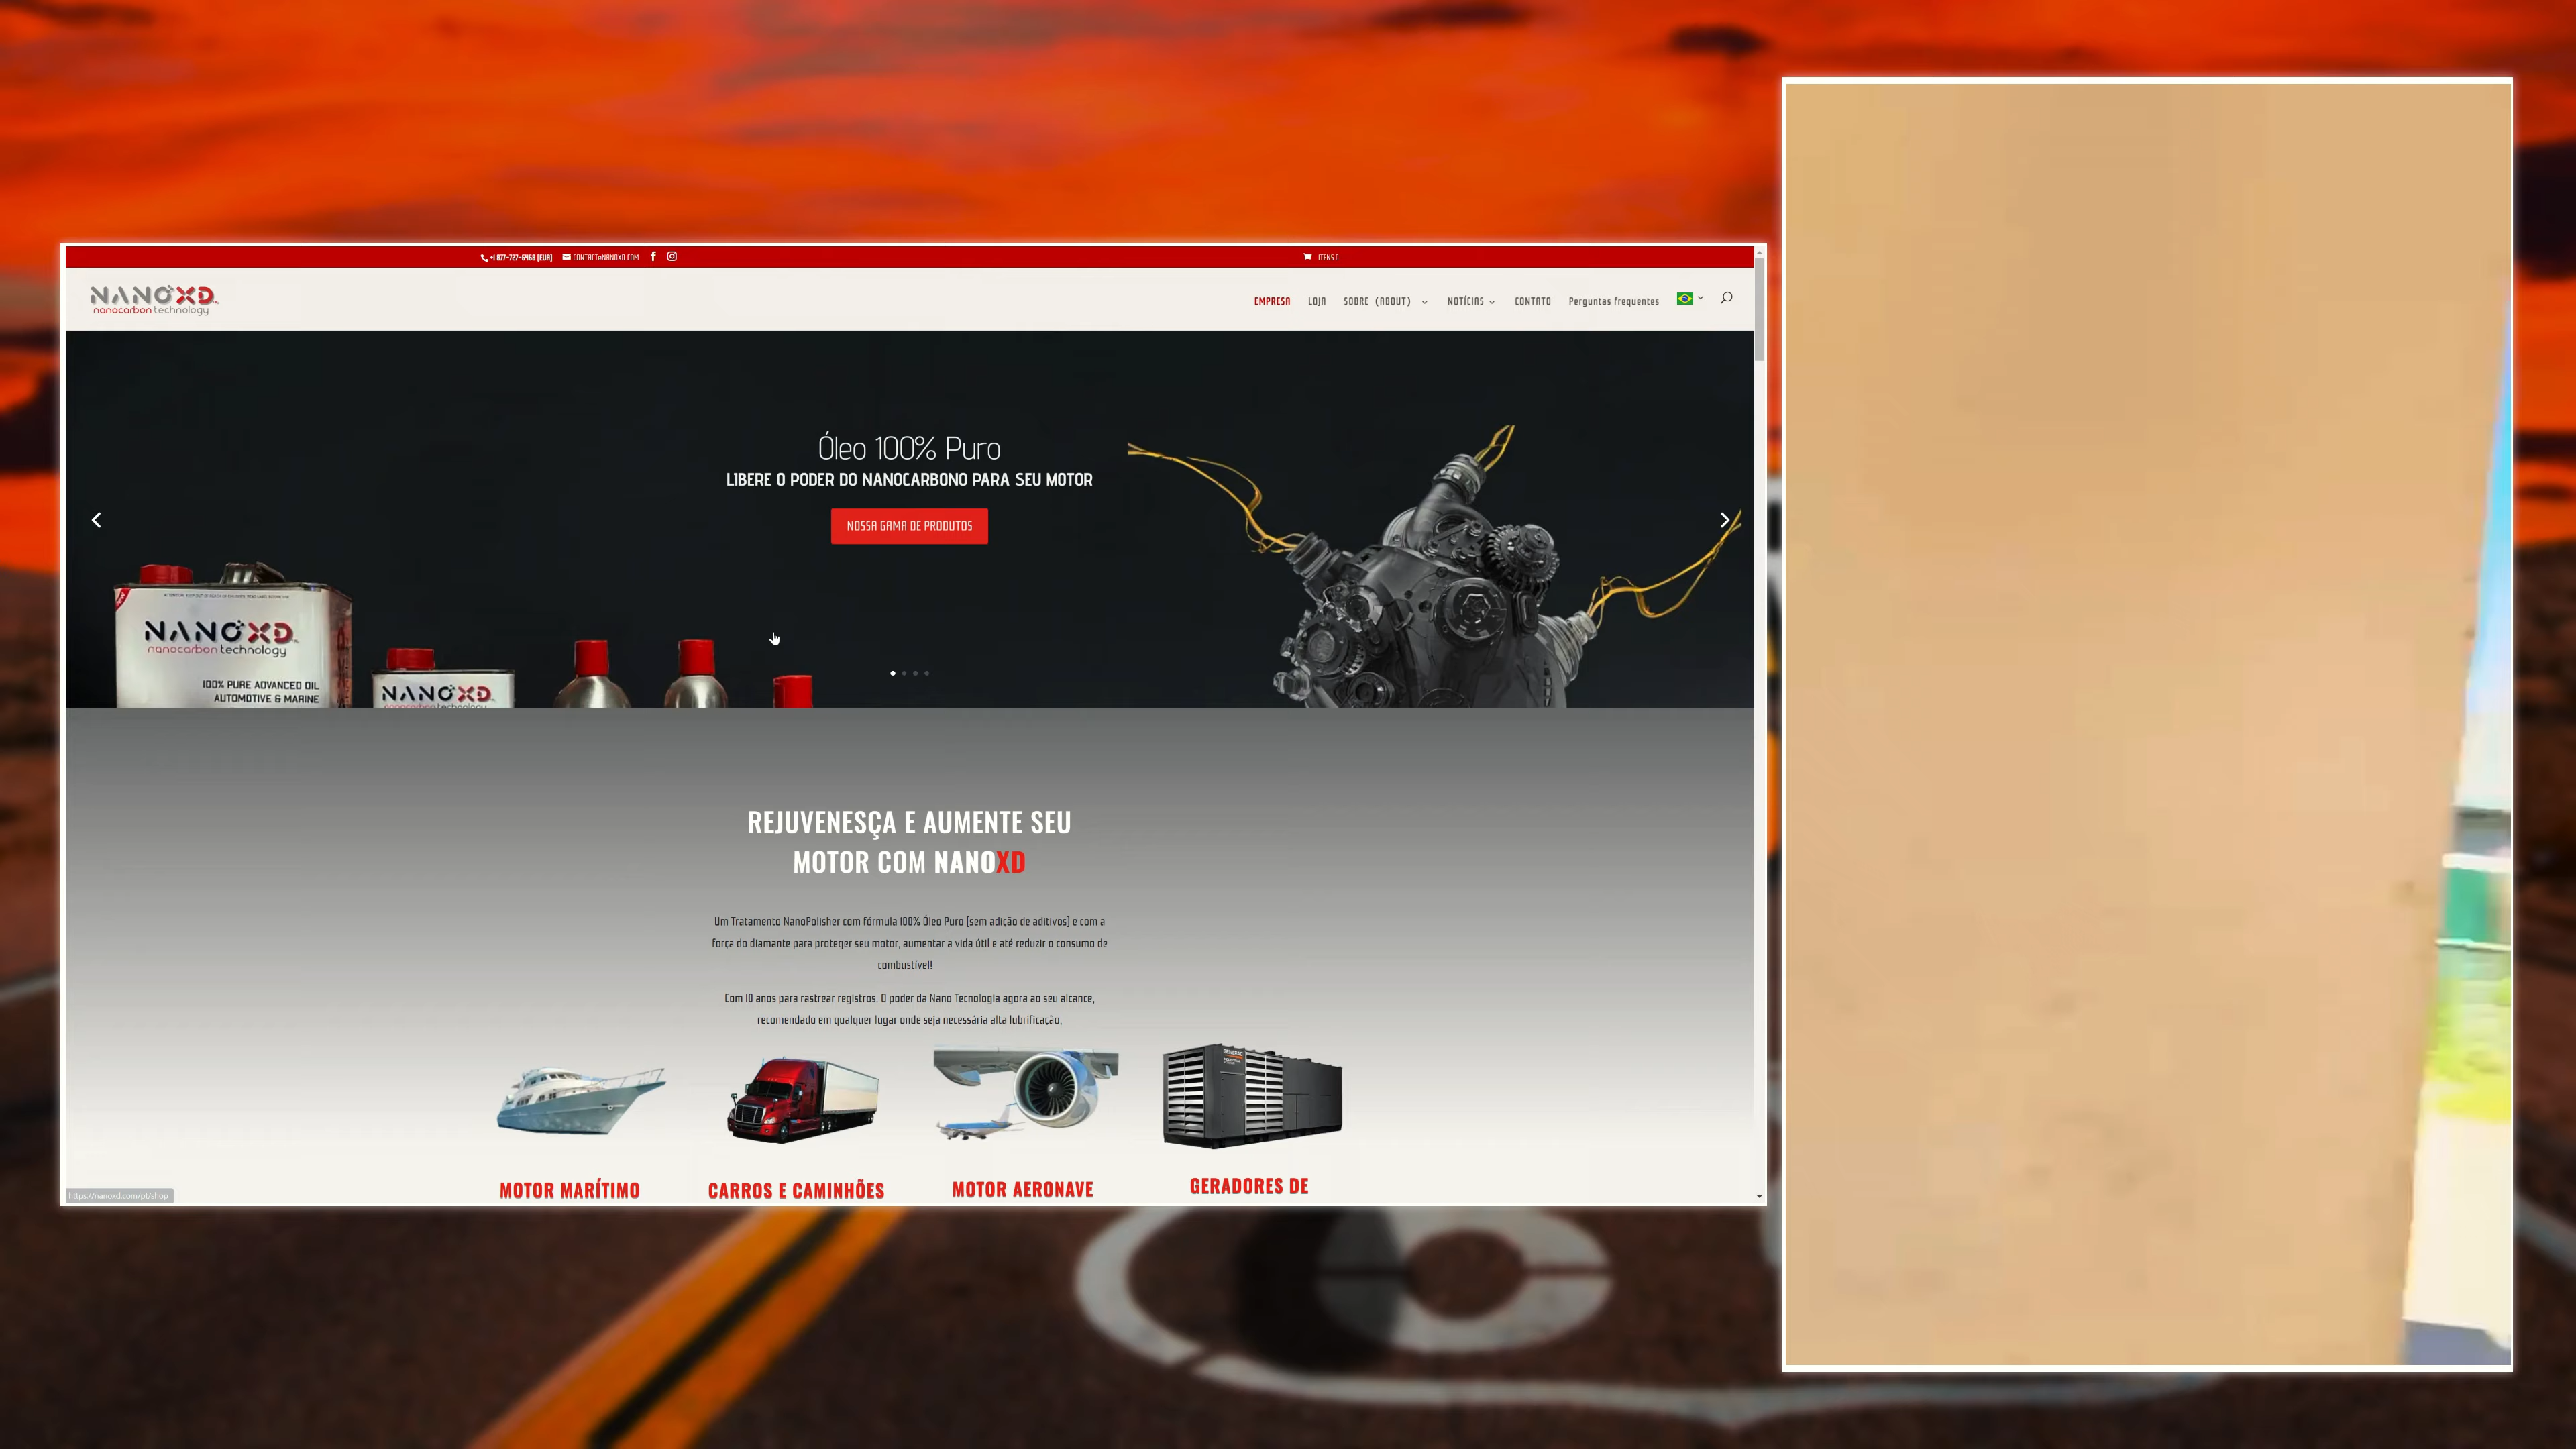 +1 877-727-6468 (EUA) CONTACT@NANOXD.COM ITENS 0
NANOXD
nanocarbon technology
EMPRESA LOJA SOBRE (ABOUT) NOTÍCIAS CONTATO Perguntas frequentes
Óleo 100% Puro
LIBERE O PODER DO NANOCARBONO PARA SEU MOTOR
NOSSA GAMA DE PRODUTOS
NANOXD
nanocarbon technology
100% PURE ADVANCED OIL
AUTOMOTIVE & MARINE
NANOXD
REJUVENESÇA E AUMENTE SEU
MOTOR COM NANOXD
Um Tratamento NanoPolisher com fórmula 100% Óleo Puro (sem adição de aditivos) e com a
força do diamante para proteger seu motor, aumentar a vida útil e até reduzir o consumo de
combustível!
Com 10 anos para rastrear registros. O poder da Nano Tecnologia agora ao seu alcance,
recomendado em qualquer lugar onde seja necessária alta lubrificação,
GENERAC
MOTOR MARÍTIMO CARROS E CAMINHÕES MOTOR AERONAVE GERADORES DE
https://nanoxd.com/pt/shop